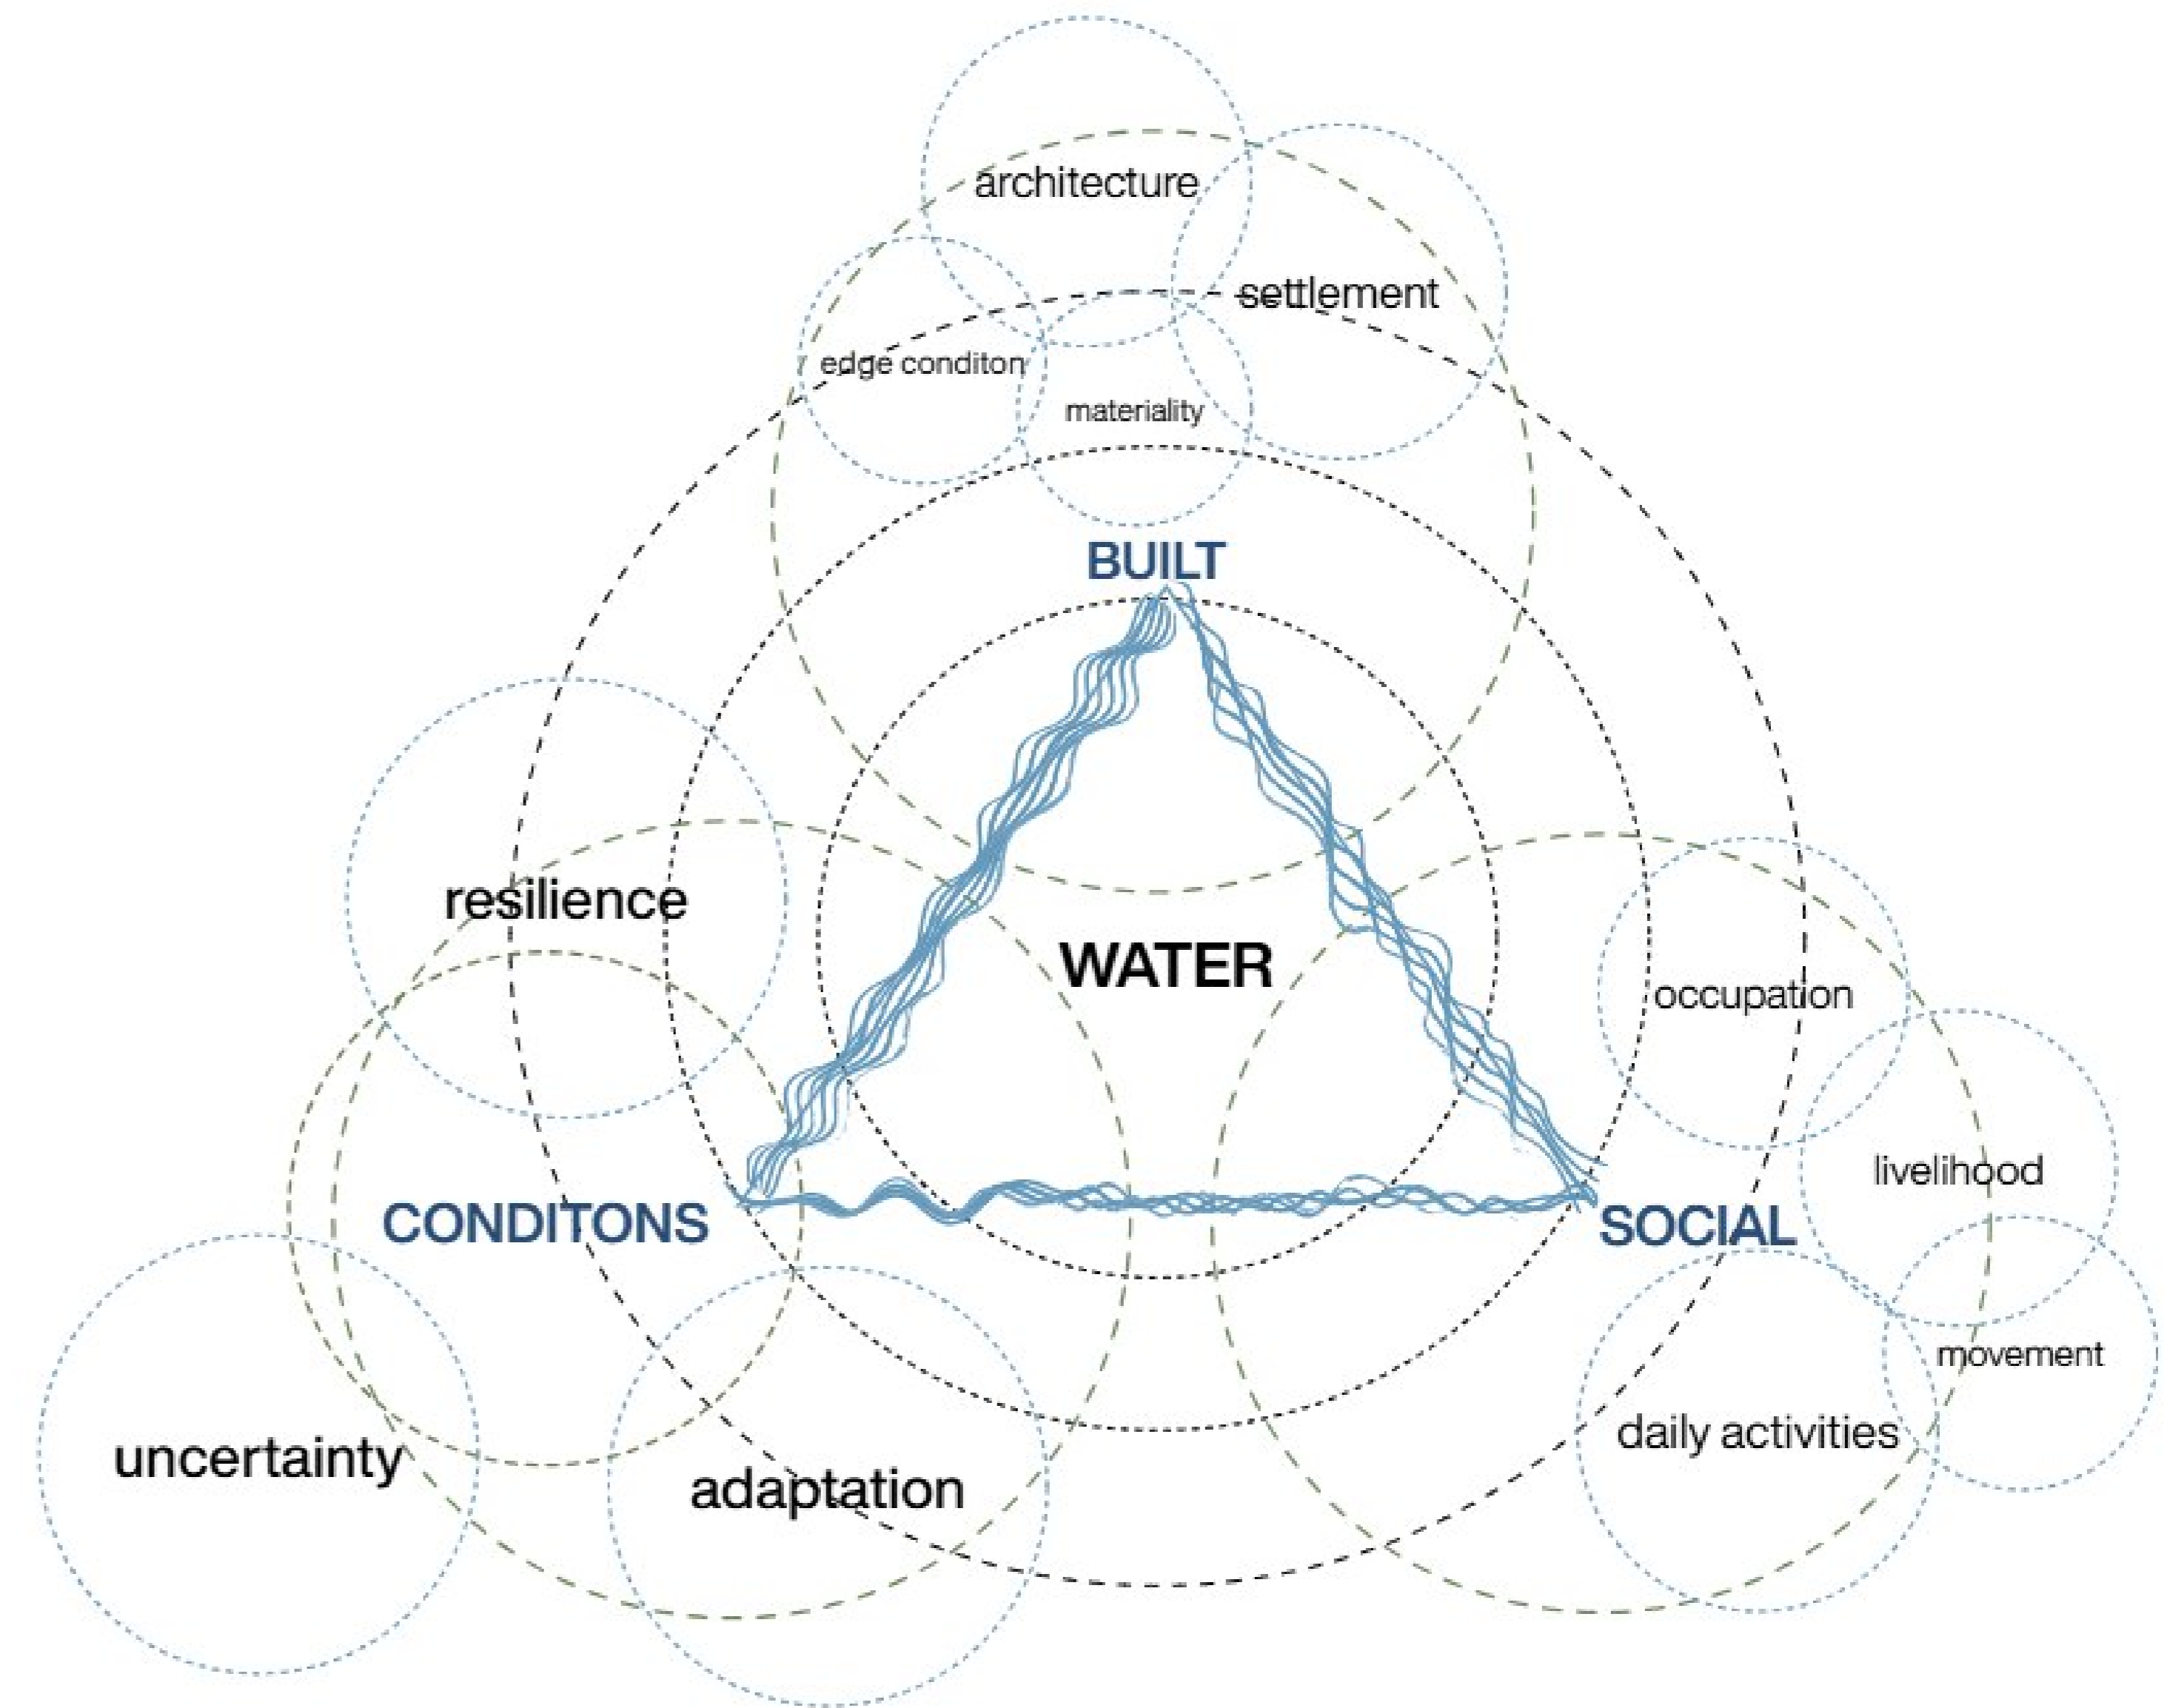 architecture
settlement
edge conditon
materiality
BUILT
resilience
WATER
occupation
livelihood
CONDITONS
SOCIAL
movement
daily activities
uncertainty
adaptation